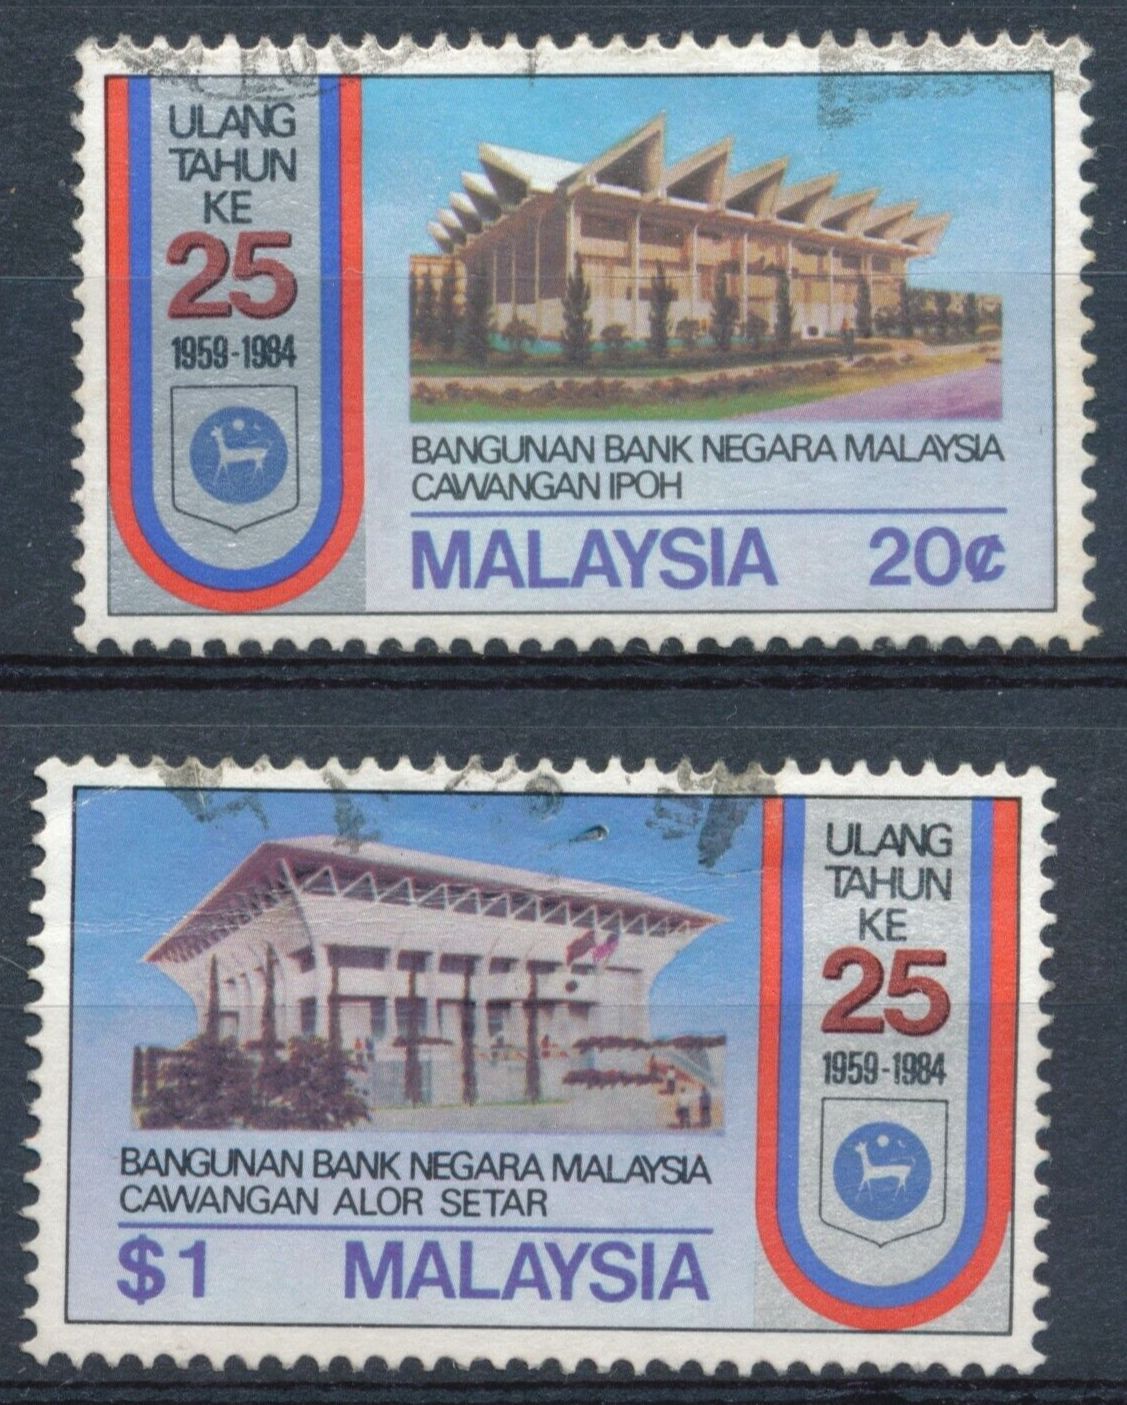 ULANG
TAHUN
KE
25
1959-1984
BANGUNAN BANK NEGARA MALAYSIA
CAWANGAN IPOH
MALAYSIA 20¢
ULANG
TAHUN
KE
25
1959-1984
BANGUNAN BANK NEGARA MALAYSIA
CAWANGAN ALOR SETAR
$1 MALAYSIA